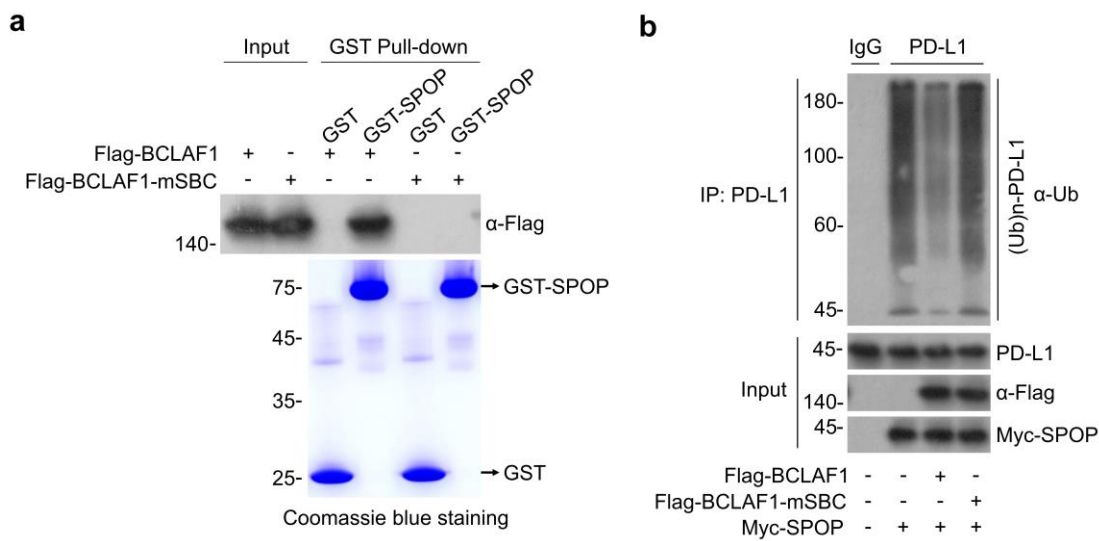 a
Input GST Pull-down
GST GST-SPOP GST GST-SPOP
Flag-BCLAF1 + - + + - -
Flag-BCLAF1-mSBC - + - - + +
140- α-Flag
75- GST-SPOP
45-
35-
25- GST
Coomassie blue staining
b
IgG PD-L1
180-
100-
IP: PD-L1
60-
45-
(Ub)n-PD-L1
α-Ub
Input
45- PD-L1
140- α-Flag
45- Myc-SPOP
Flag-BCLAF1 - - + -
Flag-BCLAF1-mSBC - - - +
Myc-SPOP - + + +